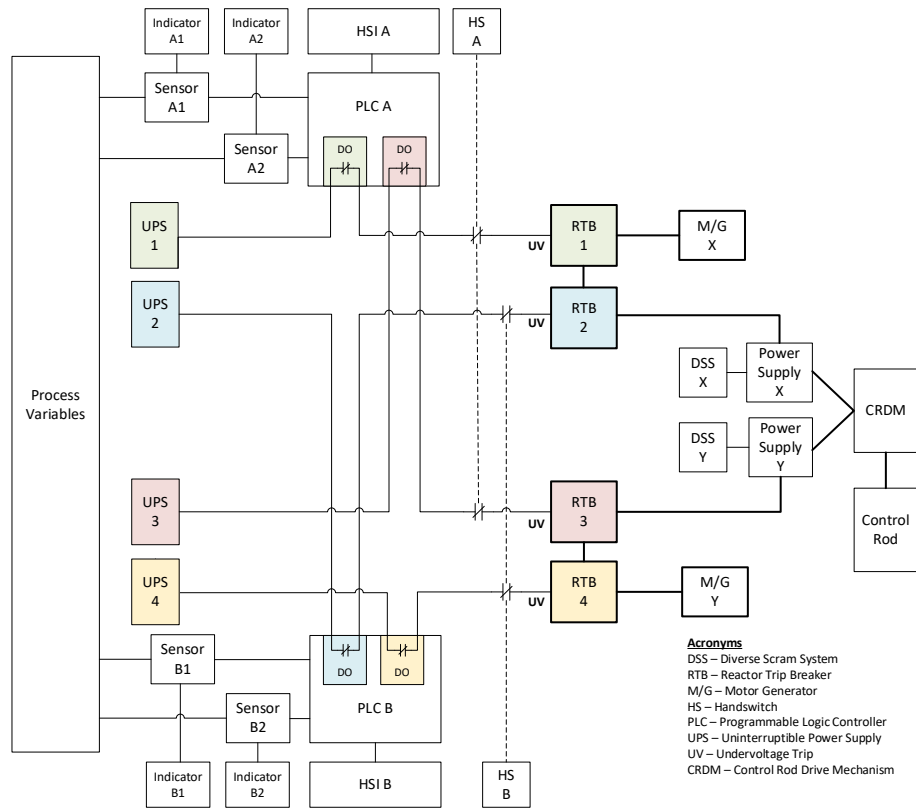 Indicator
A1
Indicator
A2
HSI A
HS
A
Sensor
A1
PLC A
Sensor
A2
DO
DO
UPS
1
UV
RTB
1
M/G
X
UPS
2
UV
RTB
2
DSS
X
Power
Supply
X
Process
Variables
CRDM
DSS
Y
Power
Supply
Y
UPS
3
UV
RTB
3
Control
Rod
UPS
4
UV
RTB
4
M/G
Y
Sensor
B1
DO
DO
Sensor
B2
PLC B
Indicator
B1
Indicator
B2
HSI B
HS
B
Acronyms
DSS – Diverse Scram System
RTB – Reactor Trip Breaker
M/G – Motor Generator
HS – Handswitch
PLC – Programmable Logic Controller
UPS – Uninterruptible Power Supply
UV – Undervoltage Trip
CRDM – Control Rod Drive Mechanism